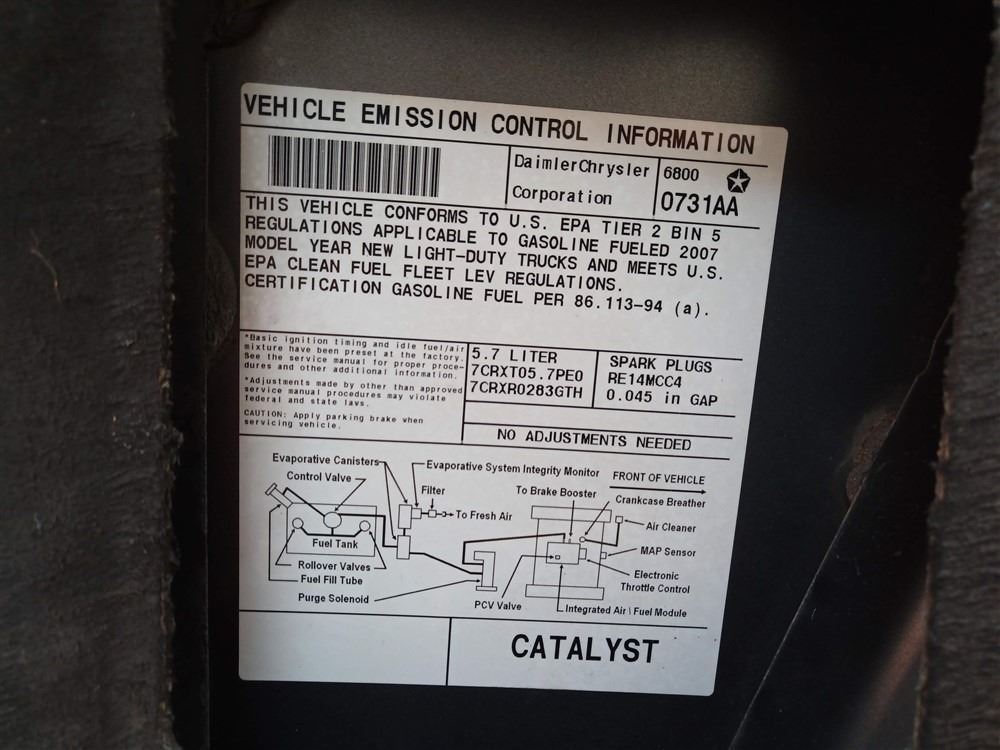 VEHICLE EMISSION CONTROL INFORMATION
DaimlerChrysler
Corporation
6800
0731AA
THIS VEHICLE CONFORMS TO U.S. EPA TIER 2 BIN 5
REGULATIONS APPLICABLE TO GASOLINE FUELED 2007
MODEL YEAR NEW LIGHT-DUTY TRUCKS AND MEETS U.S.
EPA CLEAN FUEL FLEET LEV REGULATIONS.
CERTIFICATION GASOLINE FUEL PER 86.113-94 (a).
*Basic ignition timing and idle fuel/air
mixture have been preset at the factory.
See the service manual for proper proce-
dures and other additional information.
*Adjustments made by other than approved
service manual procedures may violate
federal and state laws.
CAUTION: Apply parking brake when
servicing vehicle.
5.7 LITER
7CRXT05.7PE0
7CRXR0283GTH
SPARK PLUGS
RE14MCC4
0.045 in GAP
NO ADJUSTMENTS NEEDED
Evaporative Canisters
Control Valve
Evaporative System Integrity Monitor
Filter
To Fresh Air
FRONT OF VEHICLE
To Brake Booster
Crankcase Breather
Air Cleaner
MAP Sensor
Electronic
Throttle Control
Fuel Tank
Rollover Valves
Fuel Fill Tube
Purge Solenoid
PCV Valve
Integrated Air \ Fuel Module
CATALYST